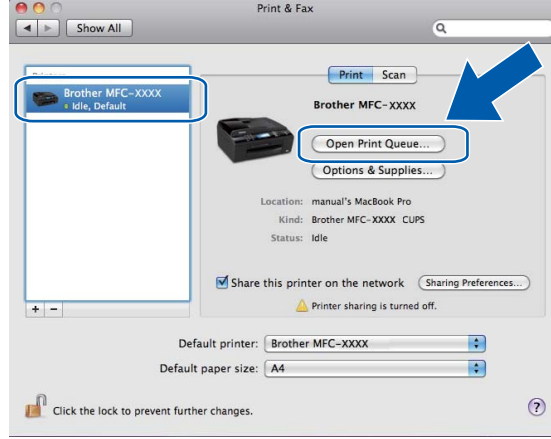 Print & Fax
Show All
Print Scan
Brother MFC-XXXX
Idle, Default
Brother MFC-XXXX
Open Print Queue...
Options & Supplies...
Location: manual's MacBook Pro
Kind: Brother MFC-XXXX CUPS
Status: Idle
Share this printer on the network Sharing Preferences...
Printer sharing is turned off.
+ −
Default printer: Brother MFC-XXXX
Default paper size: A4
Click the lock to prevent further changes.
?